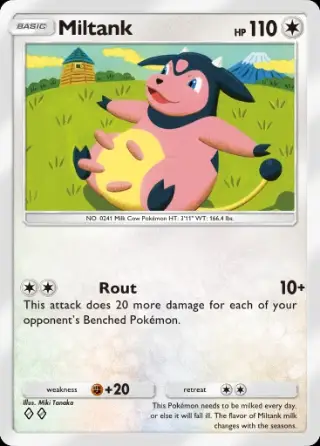 BASIC Miltank HP 110
NO. 0241 Milk Cow Pokémon HT: 3'11" WT: 166.4 lbs.
Rout 10+
This attack does 20 more damage for each of your
opponent's Benched Pokémon.
weakness +20 retreat
Illus. Miki Tanaka
This Pokémon needs to be milked every day,
or else it will fall ill. The flavor of Miltank milk
changes with the seasons.